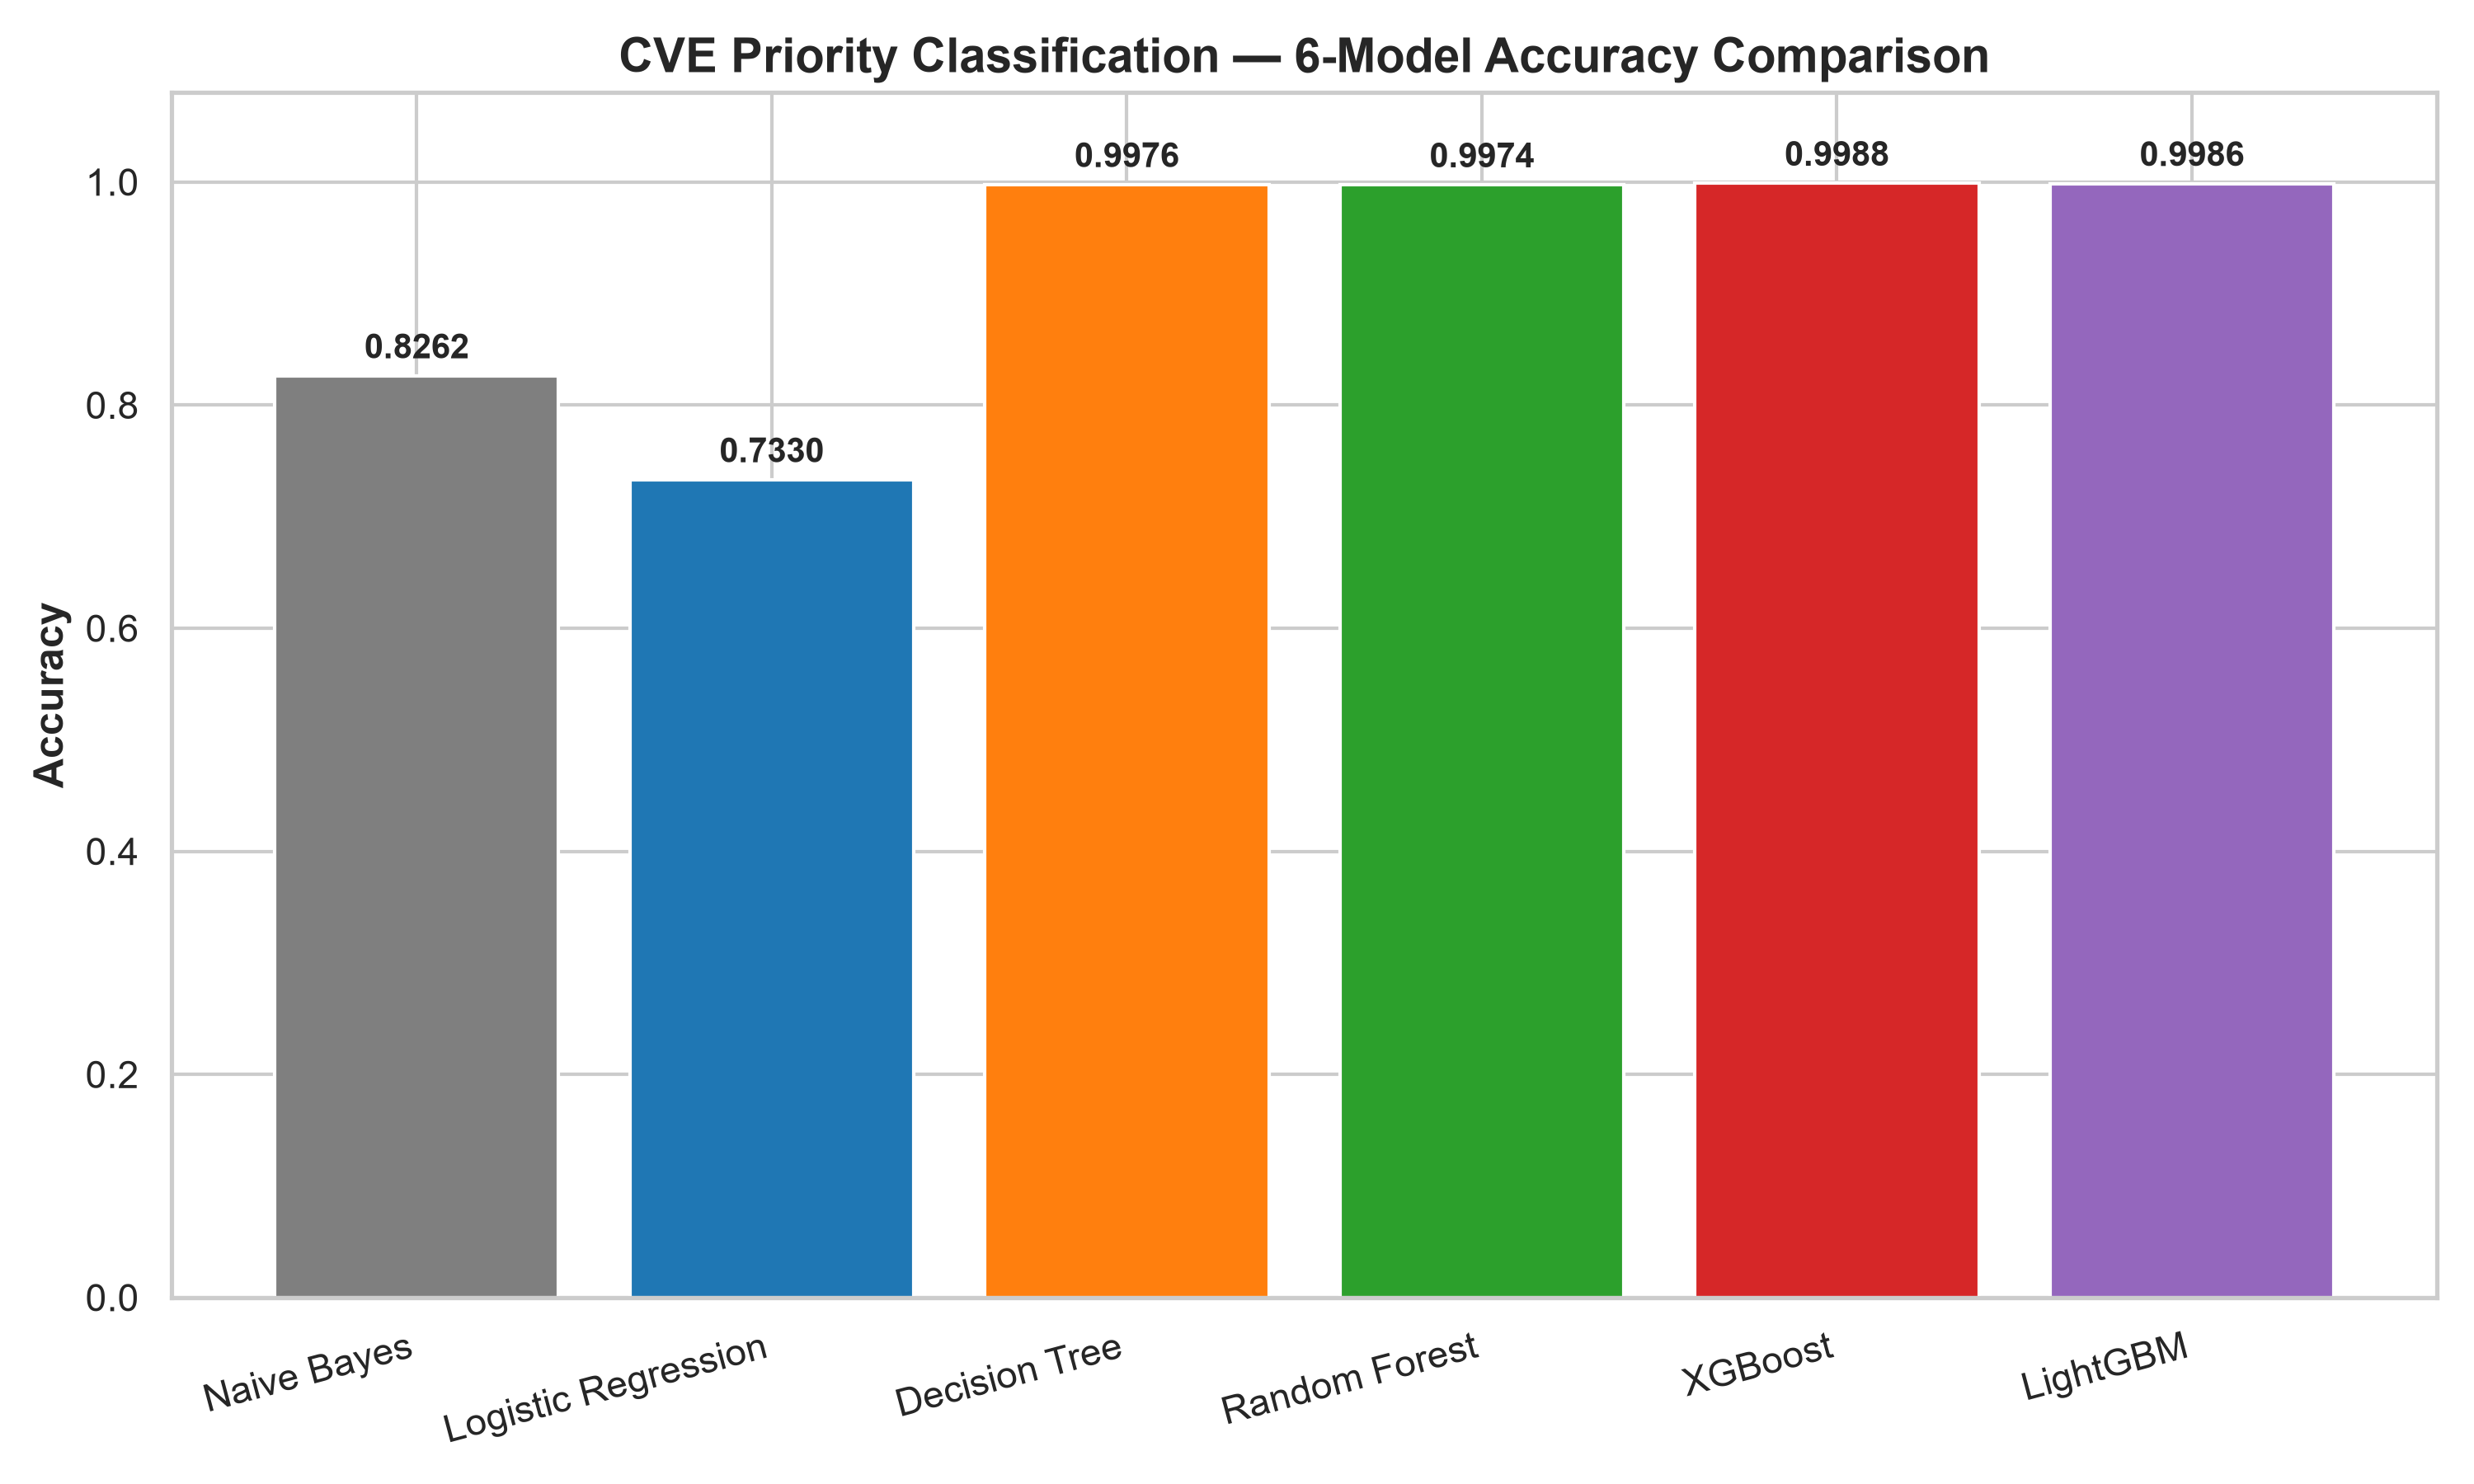 CVE Priority Classification — 6-Model Accuracy Comparison
0.9976
0.9974
0.9988
0.9986
1.0
0.8262
0.8
0.7330
0.6
Accuracy
0.4
0.2
0.0
Naive Bayes
Logistic Regression
Decision Tree
Random Forest
XGBoost
LightGBM